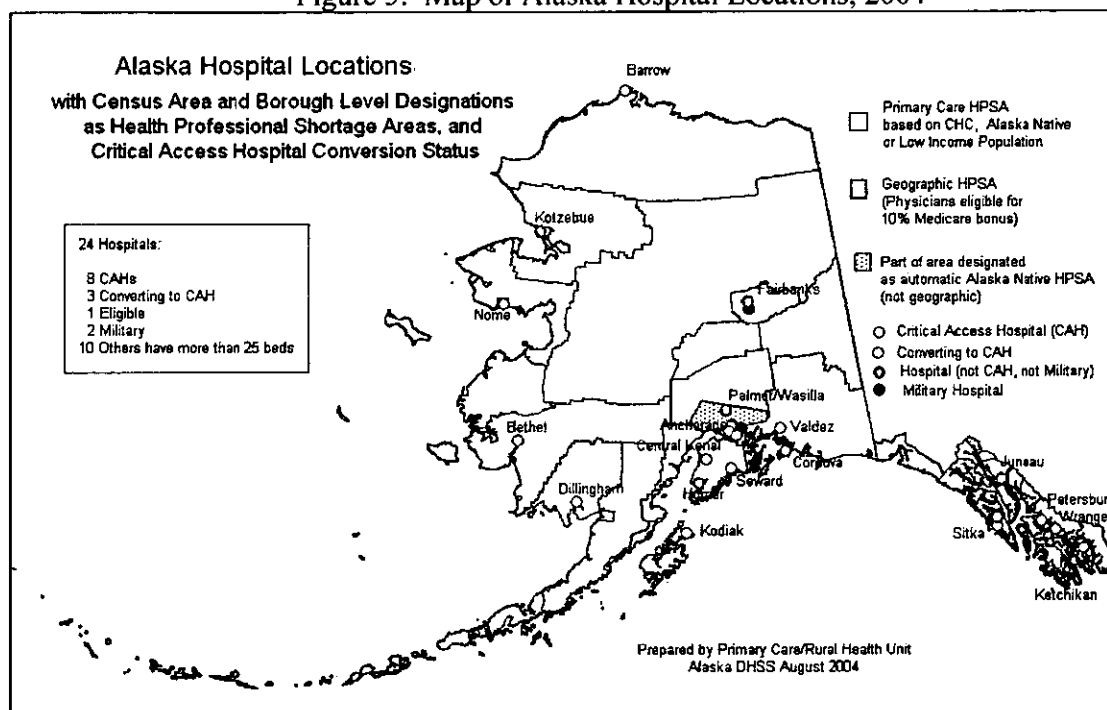 Figure 3: Map of Alaska Hospital Locations, 2004
Alaska Hospital Locations
with Census Area and Borough Level Designations
as Health Professional Shortage Areas, and
Critical Access Hospital Conversion Status
24 Hospitals:
8 CAHs
3 Converting to CAH
1 Eligible
2 Military
10 Others have more than 25 beds
Primary Care HPSA
based on CHC, Alaska Native
or Low Income Population
Geographic HPSA
(Physicians eligible for
10% Medicare bonus)
Part of area designated
as automatic Alaska Native HPSA
(not geographic)
Critical Access Hospital (CAH)
Converting to CAH
Hospital (not CAH, not Military)
Military Hospital
Barrow
Kotzebue
Nome
Fairbanks
Palmer/Wasilla
Anchorage
Valdez
Bethel
Central Kenai
Cordova
Seward
Homer
Dillingham
Kodiak
Juneau
Petersbur
Wrange
Sitka
Ketchikan
Prepared by Primary Care/Rural Health Unit
Alaska DHSS August 2004